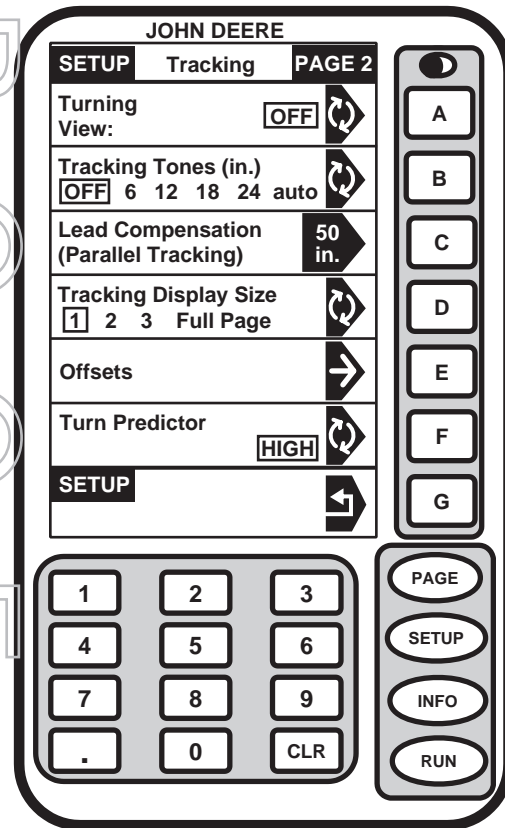 JOHN DEERE
SETUP Tracking PAGE 2
Turning
View: OFF
A
Tracking Tones (in.)
OFF 6 12 18 24 auto
B
Lead Compensation 50
(Parallel Tracking) in.
C
Tracking Display Size
1 2 3 Full Page
D
Offsets
E
Turn Predictor
HIGH
F
SETUP
G
1 2 3
4 5 6
7 8 9
. 0 CLR
PAGE
SETUP
INFO
RUN